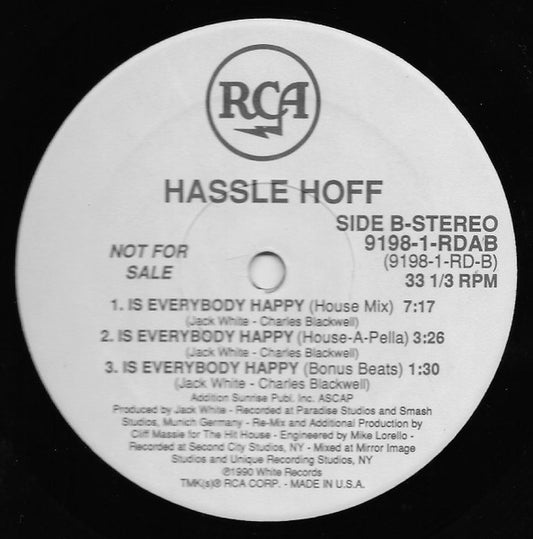 RCA
HASSLE HOFF
SIDE B-STEREO
9198-1-RDAB
(9198-1-RD-B)
33 1/3 RPM
NOT FOR
SALE
1. IS EVERYBODY HAPPY (House Mix) 7:17
(Jack White - Charles Blackwell)
2. IS EVERYBODY HAPPY (House-A-Pella) 3:26
(Jack White - Charles Blackwell)
3. IS EVERYBODY HAPPY (Bonus Beats) 1:30
(Jack White - Charles Blackwell)
Addition Sunrise Publ. Inc. ASCAP
Produced by Jack White - Recorded at Paradise Studios and Smash
Studios, Munich Germany - Re-Mix and Additional Production by
Cliff Massie for The Hit House - Engineered by Mike Lorello -
Recorded at Second City Studios, NY - Mixed at Mirror Image
Studios and Unique Recording Studios, NY
℗1990 White Records
TMK(s)® RCA CORP. - MADE IN U.S.A.